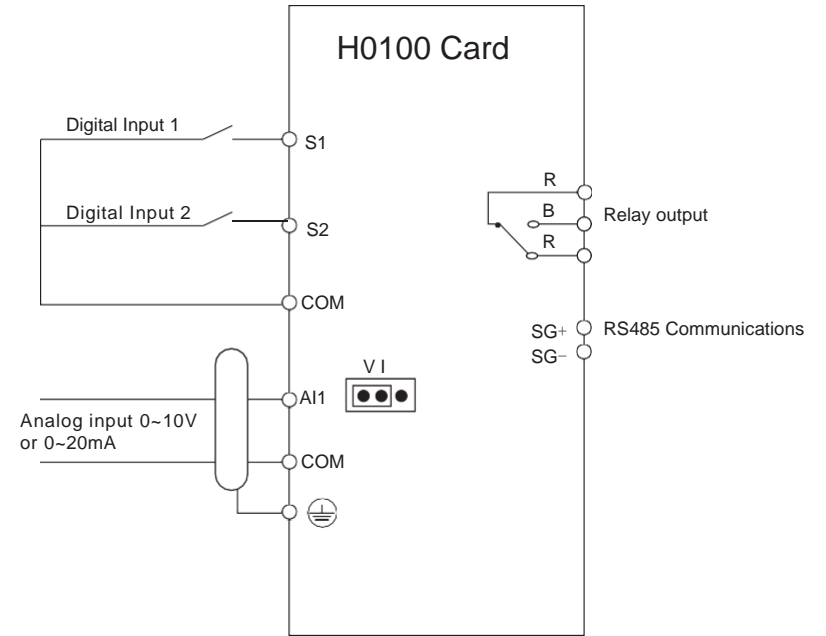 H0100 Card
Digital Input 1
S1
R
Digital Input 2
B
Relay output
S2
R
COM
SG+
RS485 Communications
SG−
V I
AI1
Analog input 0~10V
or 0~20mA
COM